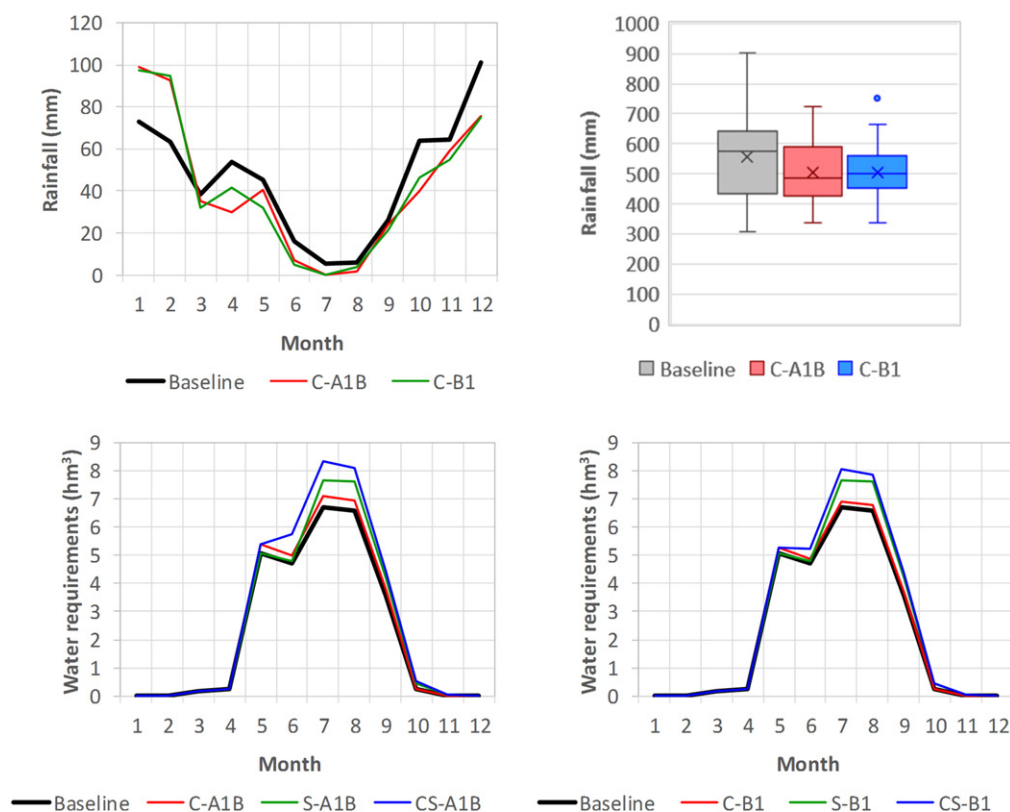 120
100
80
60
40
20
0
Rainfall (mm)
1 2 3 4 5 6 7 8 9 10 11 12
Month
Baseline C-A1B C-B1
1000
900
800
700
600
500
400
300
200
100
0
Rainfall (mm)
Baseline C-A1B C-B1
9
8
7
6
5
4
3
2
1
0
Water requirements (hm³)
1 2 3 4 5 6 7 8 9 10 11 12
Month
Baseline C-A1B S-A1B CS-A1B
9
8
7
6
5
4
3
2
1
0
Water requirements (hm³)
1 2 3 4 5 6 7 8 9 10 11 12
Month
Baseline C-B1 S-B1 CS-B1